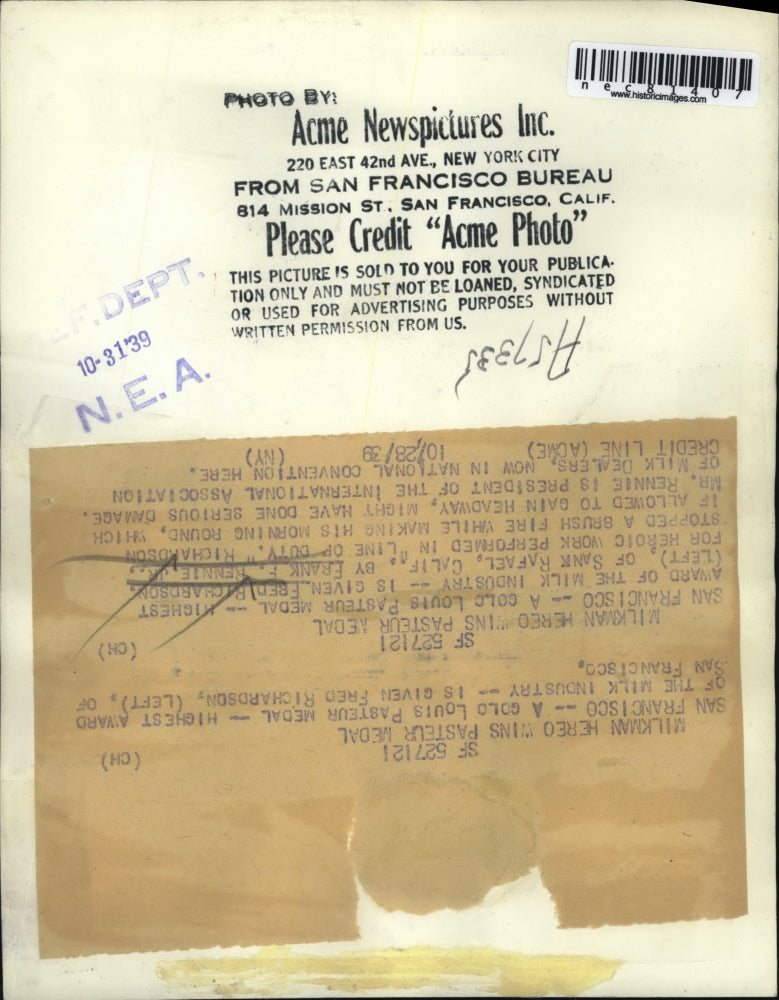 necs81407
www.historicimages.com
PHOTO BY:
Acme Newspictures Inc.
220 EAST 42nd AVE., NEW YORK CITY
FROM SAN FRANCISCO BUREAU
814 MISSION ST., SAN FRANCISCO, CALIF.
Please Credit "Acme Photo"
THIS PICTURE IS SOLD TO YOU FOR YOUR PUBLICA-
TION ONLY AND MUST NOT BE LOANED, SYNDICATED
OR USED FOR ADVERTISING PURPOSES WITHOUT
WRITTEN PERMISSION FROM US.
EF. DEPT.
10-31'39
N.E.A.
SF 527121 (CH)
MILKMAN HEREO WINS PASTEUR MEDAL
SAN FRANCISCO -- A GOLD LOUIS PASTEUR MEDAL -- HIGHEST AWARD
OF THE MILK INDUSTRY -- IS GIVEN FRED RICHARDSON, (LEFT), OF
SAN FRANCISCO.
SF 527121 (CH)
MILKMAN HEREO WINS PASTEUR MEDAL
SAN FRANCISCO -- A GOLD LOUIS PASTEUR MEDAL -- HIGHEST
AWARD OF THE MILK INDUSTRY -- IS GIVEN FRED RICHARDSON,
(LEFT), OF SANK RAFAEL, CALIF., BY FRANK F. RENNIE,
FOR HEROIC WORK PERFORMED IN "LINE OF DUTY." RICHARDSON
STOPPED A BRUSH FIRE WHILE MAKING HIS MORNING ROUND, WHICH
IF ALLOWED TO GAIN HEADWAY, MIGHT HAVE DONE SERIOUS DAMAGE.
MR. RENNIE IS PRESIDENT OF THE INTERNATIONAL ASSOCIATION
OF MILK DEALERS, NOW IN NATIONAL CONVENTION HERE.
CREDIT LINE (ACME) 10/28/39 (NY)